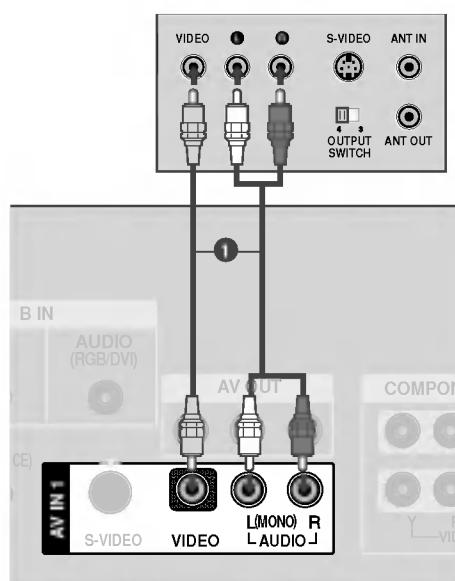 VIDEO
S-VIDEO
ANT IN
4 3
OUTPUT
SWITCH
ANT OUT
1
B IN
AUDIO
(RGB/DVI)
AV OUT
COMPON
CE)
AV IN 1
S-VIDEO
VIDEO
L(MONO) R
AUDIO
Y
VID